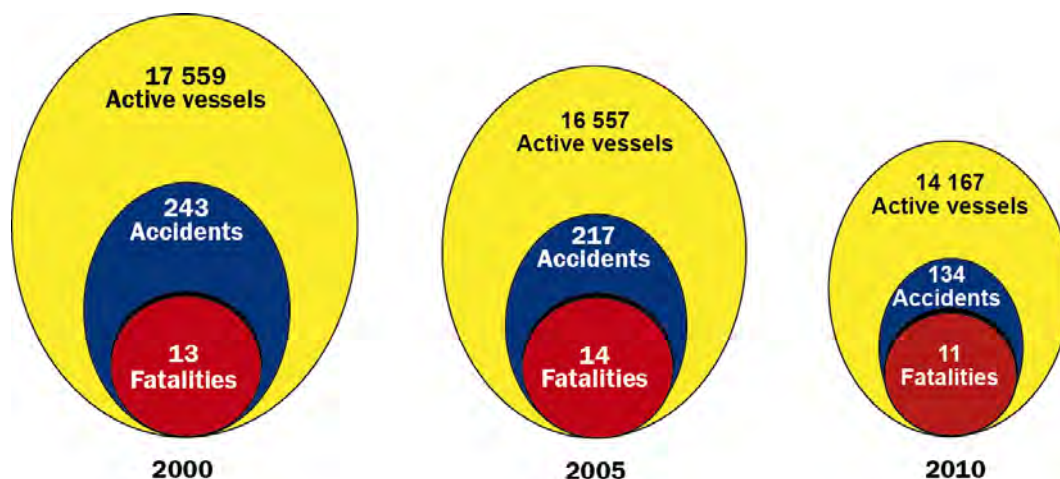 17 559
Active vessels
243
Accidents
13
Fatalities
2000
16 557
Active vessels
217
Accidents
14
Fatalities
2005
14 167
Active vessels
134
Accidents
11
Fatalities
2010